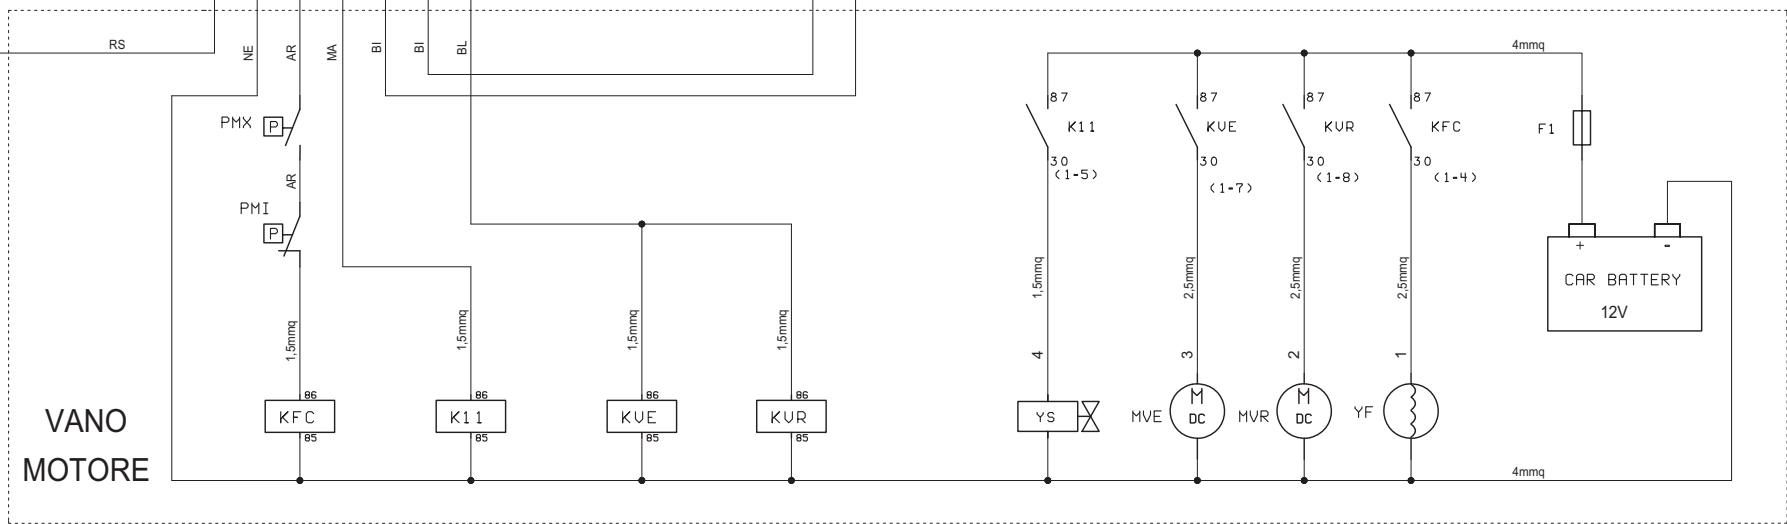 RS
NE
AR
MA
BI
BI
BL
4mmq
87
87
87
87
PMX
P
K11
KVE
KVR
KFC
F1
30
30
30
30
(1-5)
(1-7)
(1-8)
(1-4)
AR
PMI
P
+
-
CAR BATTERY
12V
1,5mmq
2,5mmq
2,5mmq
2,5mmq
1,5mmq
1,5mmq
1,5mmq
1,5mmq
4
3
2
1
86
86
86
86
KFC
K11
KVE
KVR
85
85
85
85
YS
MVE
M
DC
MVR
M
DC
YF
VANO
MOTORE
4mmq